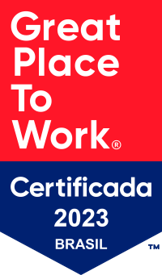 Great
Place
To
Work®
Certificada
2023
BRASIL
™